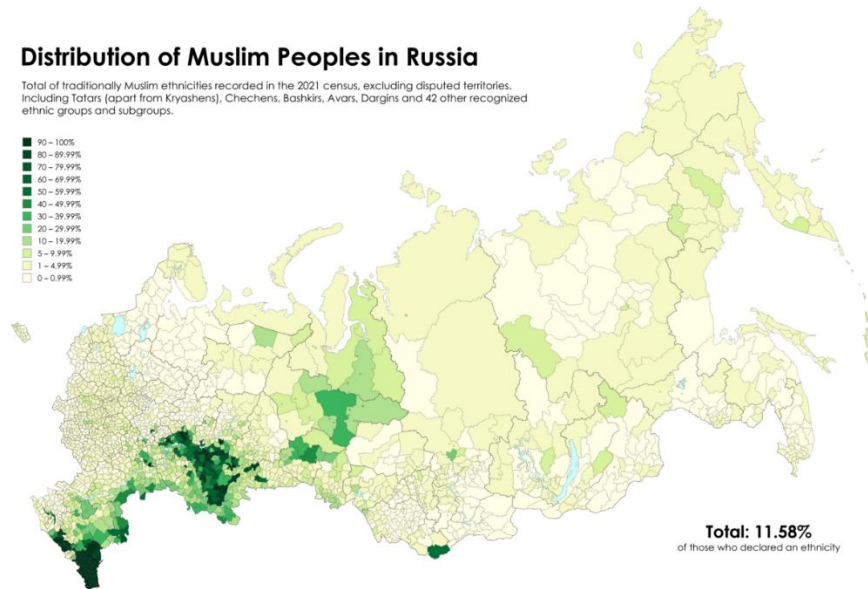 Distribution of Muslim Peoples in Russia
Total of traditionally Muslim ethnicities recorded in the 2021 census, excluding disputed territories.
Including Tatars (apart from Kryashens), Chechens, Bashkirs, Avars, Dargins and 42 other recognized
ethnic groups and subgroups.
90 – 100%
80 – 89.99%
70 – 79.99%
60 – 69.99%
50 – 59.99%
40 – 49.99%
30 – 39.99%
20 – 29.99%
10 – 19.99%
5 – 9.99%
1 – 4.99%
0 – 0.99%
Total: 11.58%
of those who declared an ethnicity